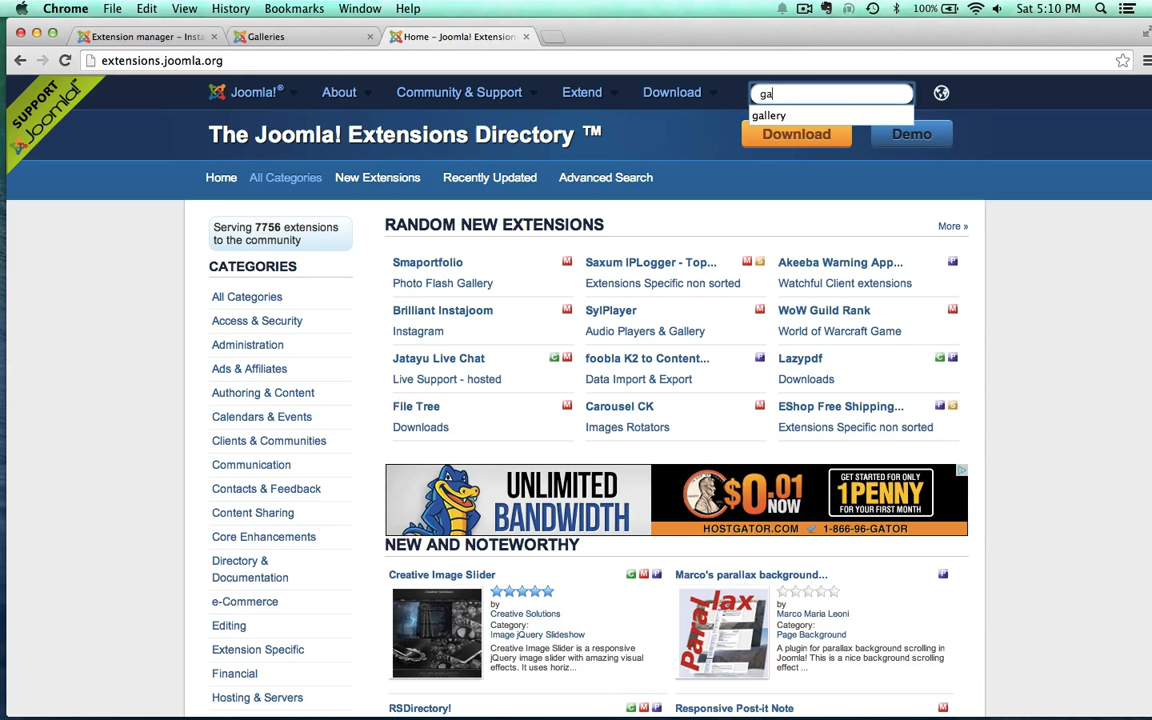 Chrome File Edit View History Bookmarks Window Help 100% Sat 5:10 PM
Extension manager - Insta
Galleries
Home - Joomla! Extension
extensions.joomla.org
SUPPORT
Joomla!
Joomla!® About Community & Support Extend Download ga
gallery
The Joomla! Extensions Directory ™ Download Demo
Home All Categories New Extensions Recently Updated Advanced Search
Serving 7756 extensions
to the community
CATEGORIES
All Categories
Access & Security
Administration
Ads & Affiliates
Authoring & Content
Calendars & Events
Clients & Communities
Communication
Contacts & Feedback
Content Sharing
Core Enhancements
Directory &
Documentation
e-Commerce
Editing
Extension Specific
Financial
Hosting & Servers
RANDOM NEW EXTENSIONS More »
Smaportfolio M Saxum IPLogger - Top... M S Akeeba Warning App... P
Photo Flash Gallery Extensions Specific non sorted Watchful Client extensions
Brilliant Instajoom M SylPlayer M WoW Guild Rank M
Instagram Audio Players & Gallery World of Warcraft Game
Jatayu Live Chat C M foobla K2 to Content... P Lazypdf C P
Live Support - hosted Data Import & Export Downloads
File Tree M Carousel CK M EShop Free Shipping... P S
Downloads Images Rotators Extensions Specific non sorted
UNLIMITED
BANDWIDTH
$0.01
NOW
GET STARTED FOR ONLY
1PENNY
FOR YOUR FIRST MONTH
HOSTGATOR.COM 1-866-96-GATOR
NEW AND NOTEWORTHY
Creative Image Slider C M P
by
Creative Solutions
Category:
Image jQuery Slideshow
Creative Image Slider is a responsive
jQuery image slider with amazing visual
effects. It uses horiz...
Marco's parallax background... P
Parallax
by
Marco Maria Leoni
Category:
Page Background
A plugin for parallax background scrolling in
Joomla! This is a nice background scrolling
effect ...
RSDirectory! C M P Responsive Post-it Note M